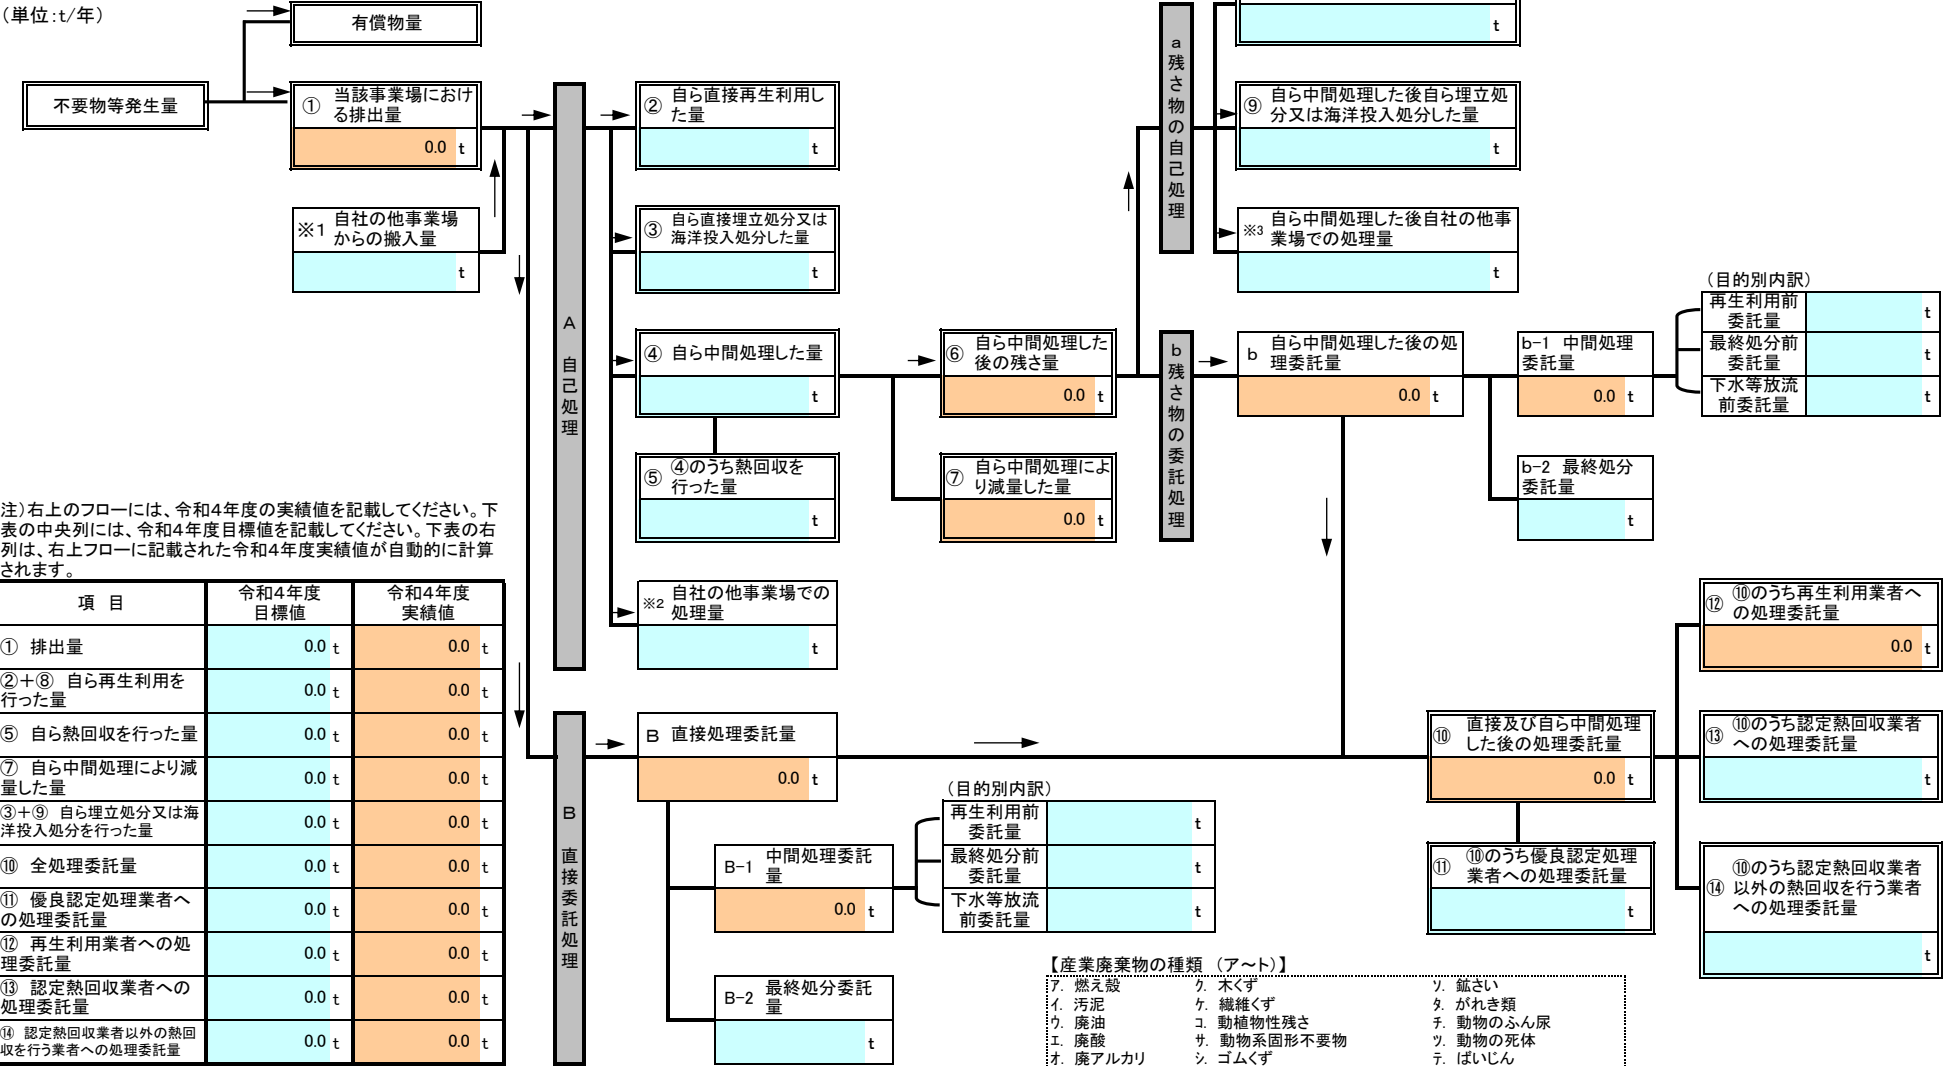 （単位：t/年）
有償物量
不要物等発生量
① 当該事業場におけ
る排出量
0.0 t
※1 自社の他事業場
からの搬入量
t
A 自己処理
② 自ら直接再生利用し
た量
t
③ 自ら直接埋立処分又は
海洋投入処分した量
t
④ 自ら中間処理した量
t
⑤ ④のうち熱回収を
行った量
t
※2 自社の他事業場での
処理量
t
⑥ 自ら中間処理した
後の残さ量
0.0 t
⑦ 自ら中間処理によ
り減量した量
0.0 t
a残さ物の自己処理
t
⑨ 自ら中間処理した後自ら埋立処
分又は海洋投入処分した量
t
※3 自ら中間処理した後自社の他事
業場での処理量
t
b残さ物の委託処理
b 自ら中間処理した後の処
理委託量
0.0 t
b-1 中間処理
委託量
0.0 t
b-2 最終処分
委託量
t
（目的別内訳）
再生利用前
委託量
t
最終処分前
委託量
t
下水等放流
前委託量
t
注）右上のフローには、令和4年度の実績値を記載してください。下
表の中央列には、令和4年度目標値を記載してください。下表の右
列は、右上フローに記載された令和4年度実績値が自動的に計算
されます。
項 目 令和4年度 目標値 令和4年度 実績値
① 排出量 0.0 t 0.0 t
②＋⑧ 自ら再生利用を
行った量 0.0 t 0.0 t
⑤ 自ら熱回収を行った量 0.0 t 0.0 t
⑦ 自ら中間処理により減
量した量 0.0 t 0.0 t
③＋⑨ 自ら埋立処分又は海
洋投入処分を行った量 0.0 t 0.0 t
⑩ 全処理委託量 0.0 t 0.0 t
⑪ 優良認定処理業者へ
の処理委託量 0.0 t 0.0 t
⑫ 再生利用業者への処
理委託量 0.0 t 0.0 t
⑬ 認定熱回収業者への
処理委託量 0.0 t 0.0 t
⑭ 認定熱回収業者以外の熱回
収を行う業者への処理委託量 0.0 t 0.0 t
B 直接委託処理
B 直接処理委託量
0.0 t
B-1 中間処理委託
量
0.0 t
B-2 最終処分委託
量
t
（目的別内訳）
再生利用前
委託量
t
最終処分前
委託量
t
下水等放流
前委託量
t
⑩ 直接及び自ら中間処理
した後の処理委託量
0.0 t
⑪ ⑩のうち優良認定処理
業者への処理委託量
t
⑫ ⑩のうち再生利用業者へ
の処理委託量
0.0 t
⑬ ⑩のうち認定熱回収業者
への処理委託量
t
⑭ ⑩のうち認定熱回収業者
以外の熱回収を行う業者
への処理委託量
t
【産業廃棄物の種類 （ア～ト）】
ア. 燃え殻 ク. 木くず ソ. 鉱さい
イ. 汚泥 ケ. 繊維くず タ. がれき類
ウ. 廃油 コ. 動植物性残さ チ. 動物のふん尿
エ. 廃酸 サ. 動物系固形不要物 ツ. 動物の死体
オ. 廃アルカリ シ. ゴムくず テ. ばいじん